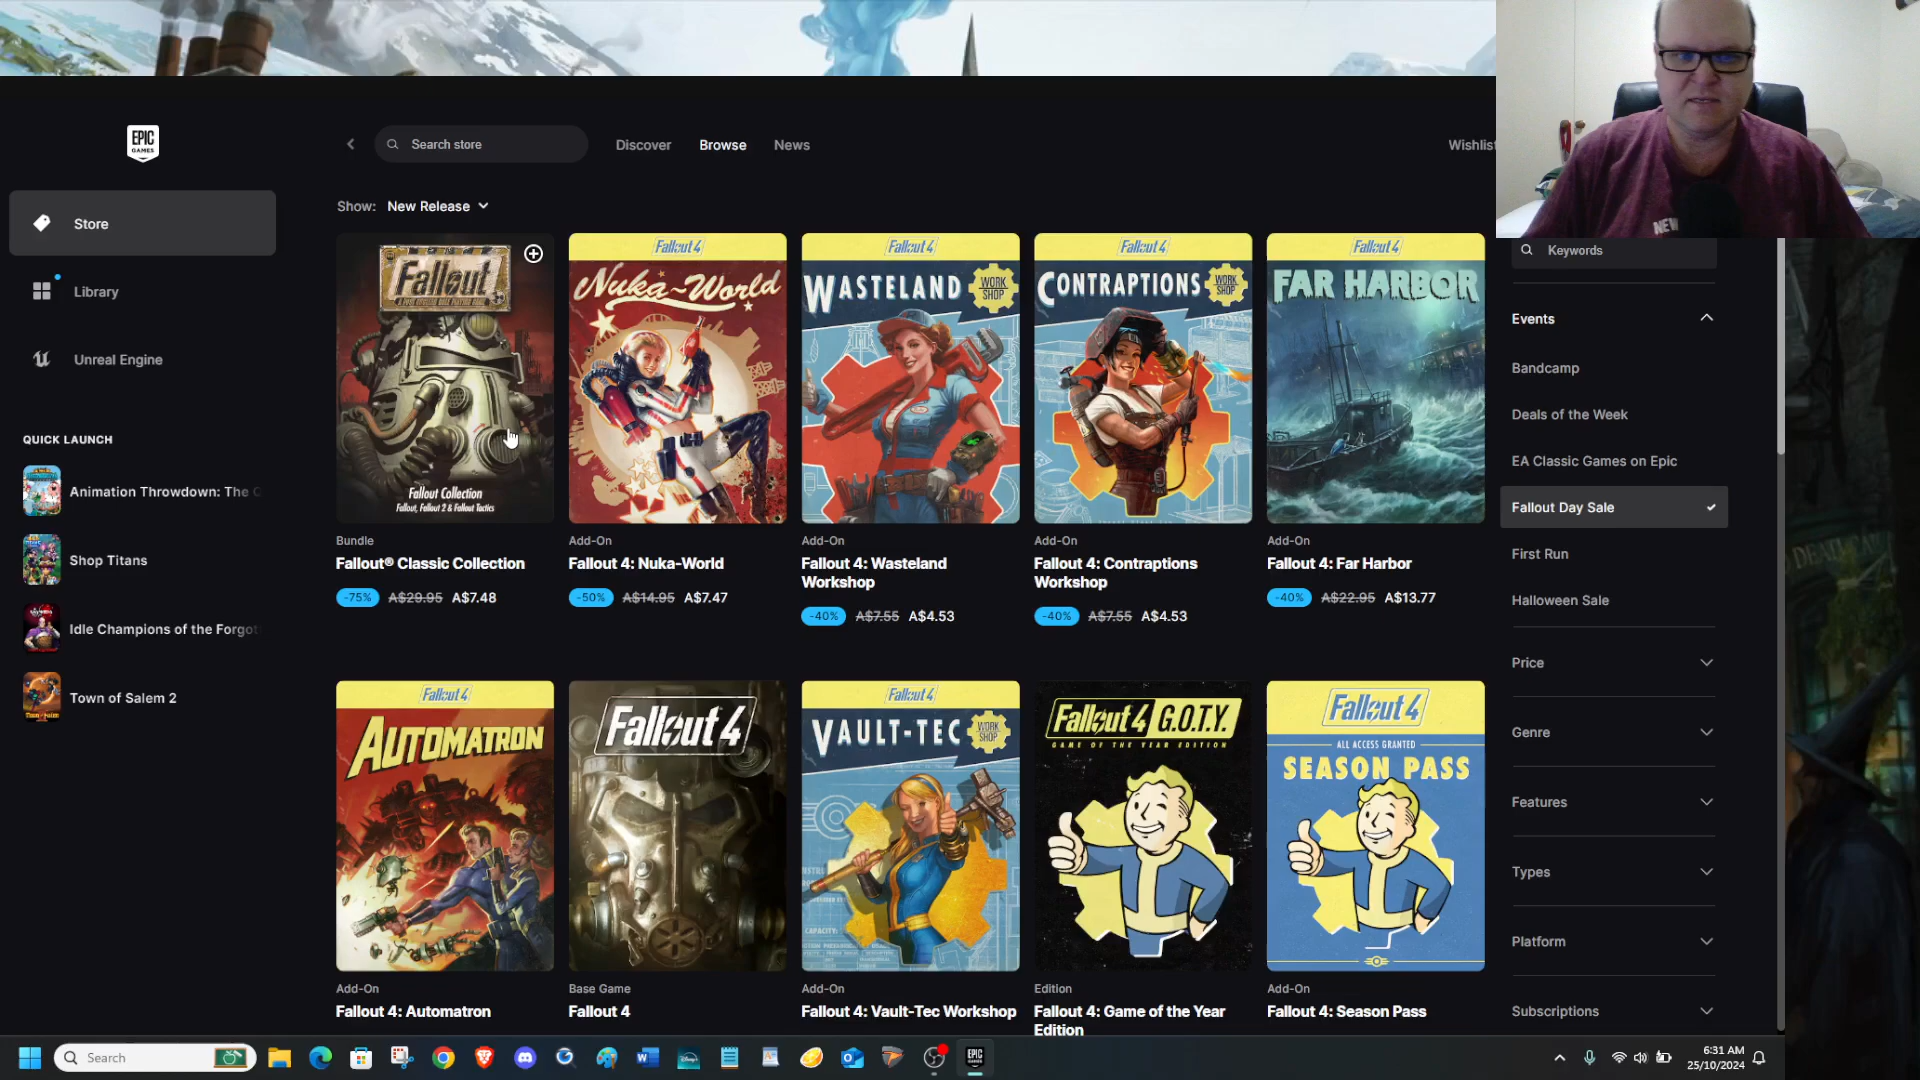 EPIC
GAMES
Search store
Discover
Browse
News
Wishlist
Store
Library
Unreal Engine
QUICK LAUNCH
Animation Throwdown: The
Shop Titans
Idle Champions of the Forgot
Town of Salem 2
Show: New Release
Fallout
Fallout Collection
Fallout, Fallout 2 & Fallout Tactics
Bundle
Fallout® Classic Collection
-75% A$29.95 A$7.48
Fallout 4
Nuka~World
Add-On
Fallout 4: Nuka-World
-50% A$14.95 A$7.47
Fallout 4
WASTELAND
WORK
SHOP
Add-On
Fallout 4: Wasteland
Workshop
-40% A$7.55 A$4.53
Fallout 4
CONTRAPTIONS
WORK
SHOP
Add-On
Fallout 4: Contraptions
Workshop
-40% A$7.55 A$4.53
Fallout 4
FAR HARBOR
Add-On
Fallout 4: Far Harbor
-40% A$22.95 A$13.77
Fallout 4
AUTOMATRON
Add-On
Fallout 4: Automatron
Fallout 4
Base Game
Fallout 4
Fallout 4
VAULT-TEC
WORK
SHOP
CAPACITY:
Add-On
Fallout 4: Vault-Tec Workshop
Fallout 4 G.O.T.Y.
GAME OF THE YEAR EDITION
Edition
Fallout 4: Game of the Year
Edition
Fallout 4
ALL ACCESS GRANTED
SEASON PASS
Add-On
Fallout 4: Season Pass
Keywords
Events
Bandcamp
Deals of the Week
EA Classic Games on Epic
Fallout Day Sale
First Run
Halloween Sale
Price
Genre
Features
Types
Platform
Subscriptions
NEW
Search
6:31 AM
25/10/2024